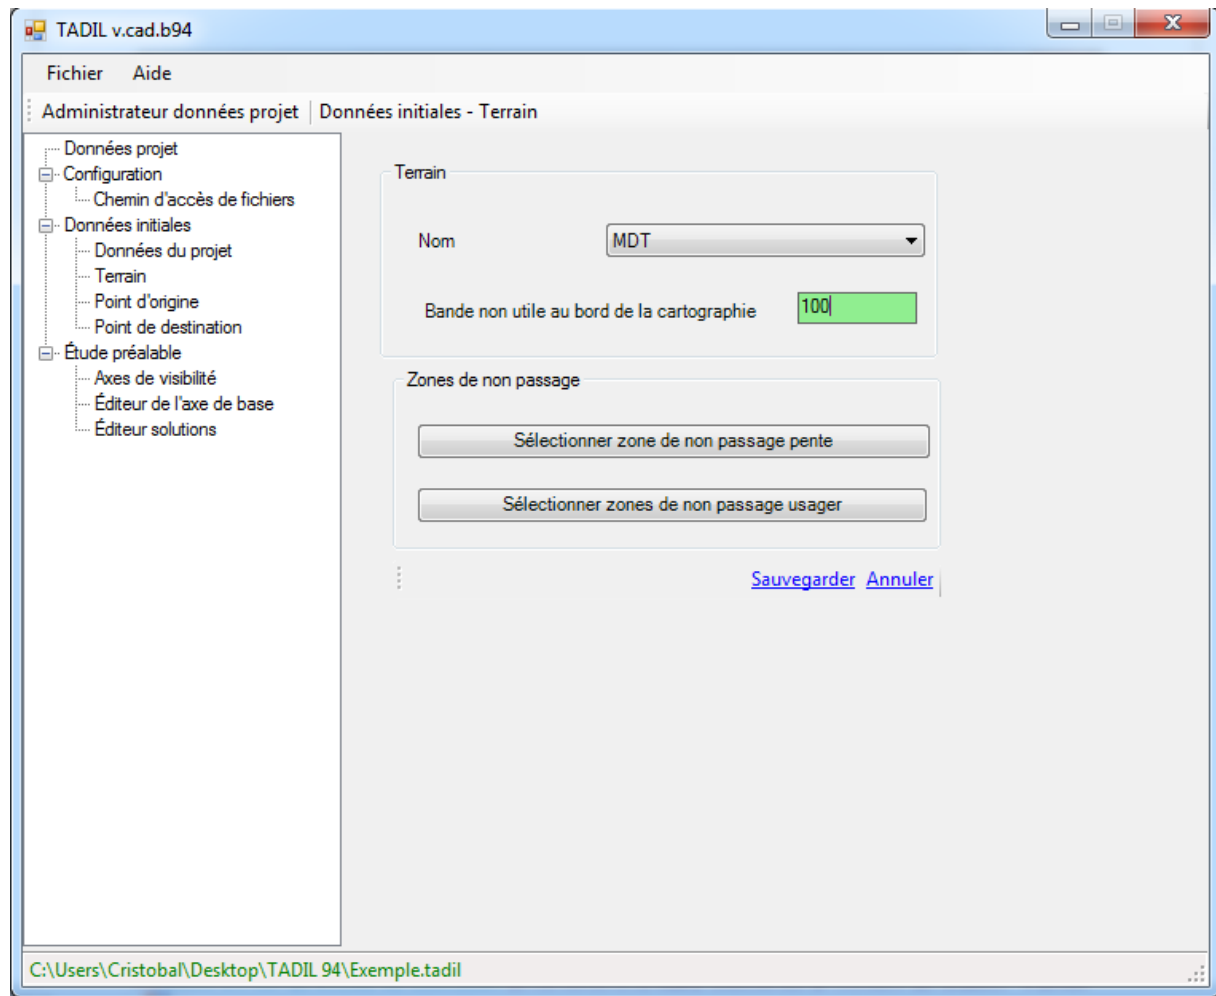 TADIL v.cad.b94
Fichier Aide
Administrateur données projet Données initiales - Terrain
Données projet
Configuration
Chemin d'accès de fichiers
Données initiales
Données du projet
Terrain
Point d'origine
Point de destination
Étude préalable
Axes de visibilité
Éditeur de l'axe de base
Éditeur solutions
Terrain
Nom MDT
Bande non utile au bord de la cartographie 100
Zones de non passage
Sélectionner zone de non passage pente
Sélectionner zones de non passage usager
Sauvegarder Annuler
C:\Users\Cristobal\Desktop\TADIL 94\Exemple.tadil